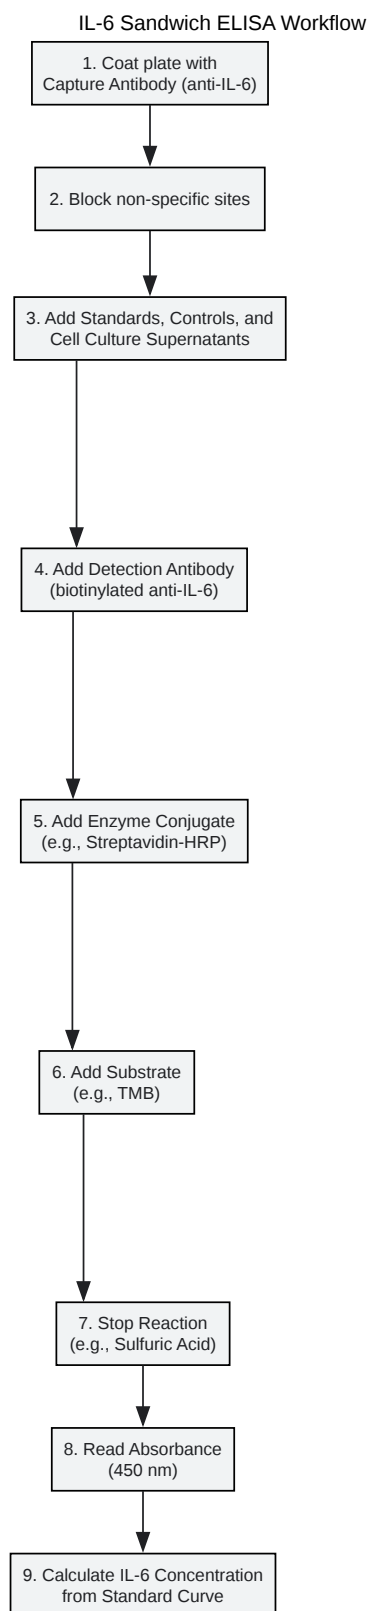 IL-6 Sandwich ELISA Workflow
1. Coat plate with
Capture Antibody (anti-IL-6)
2. Block non-specific sites
3. Add Standards, Controls, and
Cell Culture Supernatants
4. Add Detection Antibody
(biotinylated anti-IL-6)
5. Add Enzyme Conjugate
(e.g., Streptavidin-HRP)
6. Add Substrate
(e.g., TMB)
7. Stop Reaction
(e.g., Sulfuric Acid)
8. Read Absorbance
(450 nm)
9. Calculate IL-6 Concentration
from Standard Curve